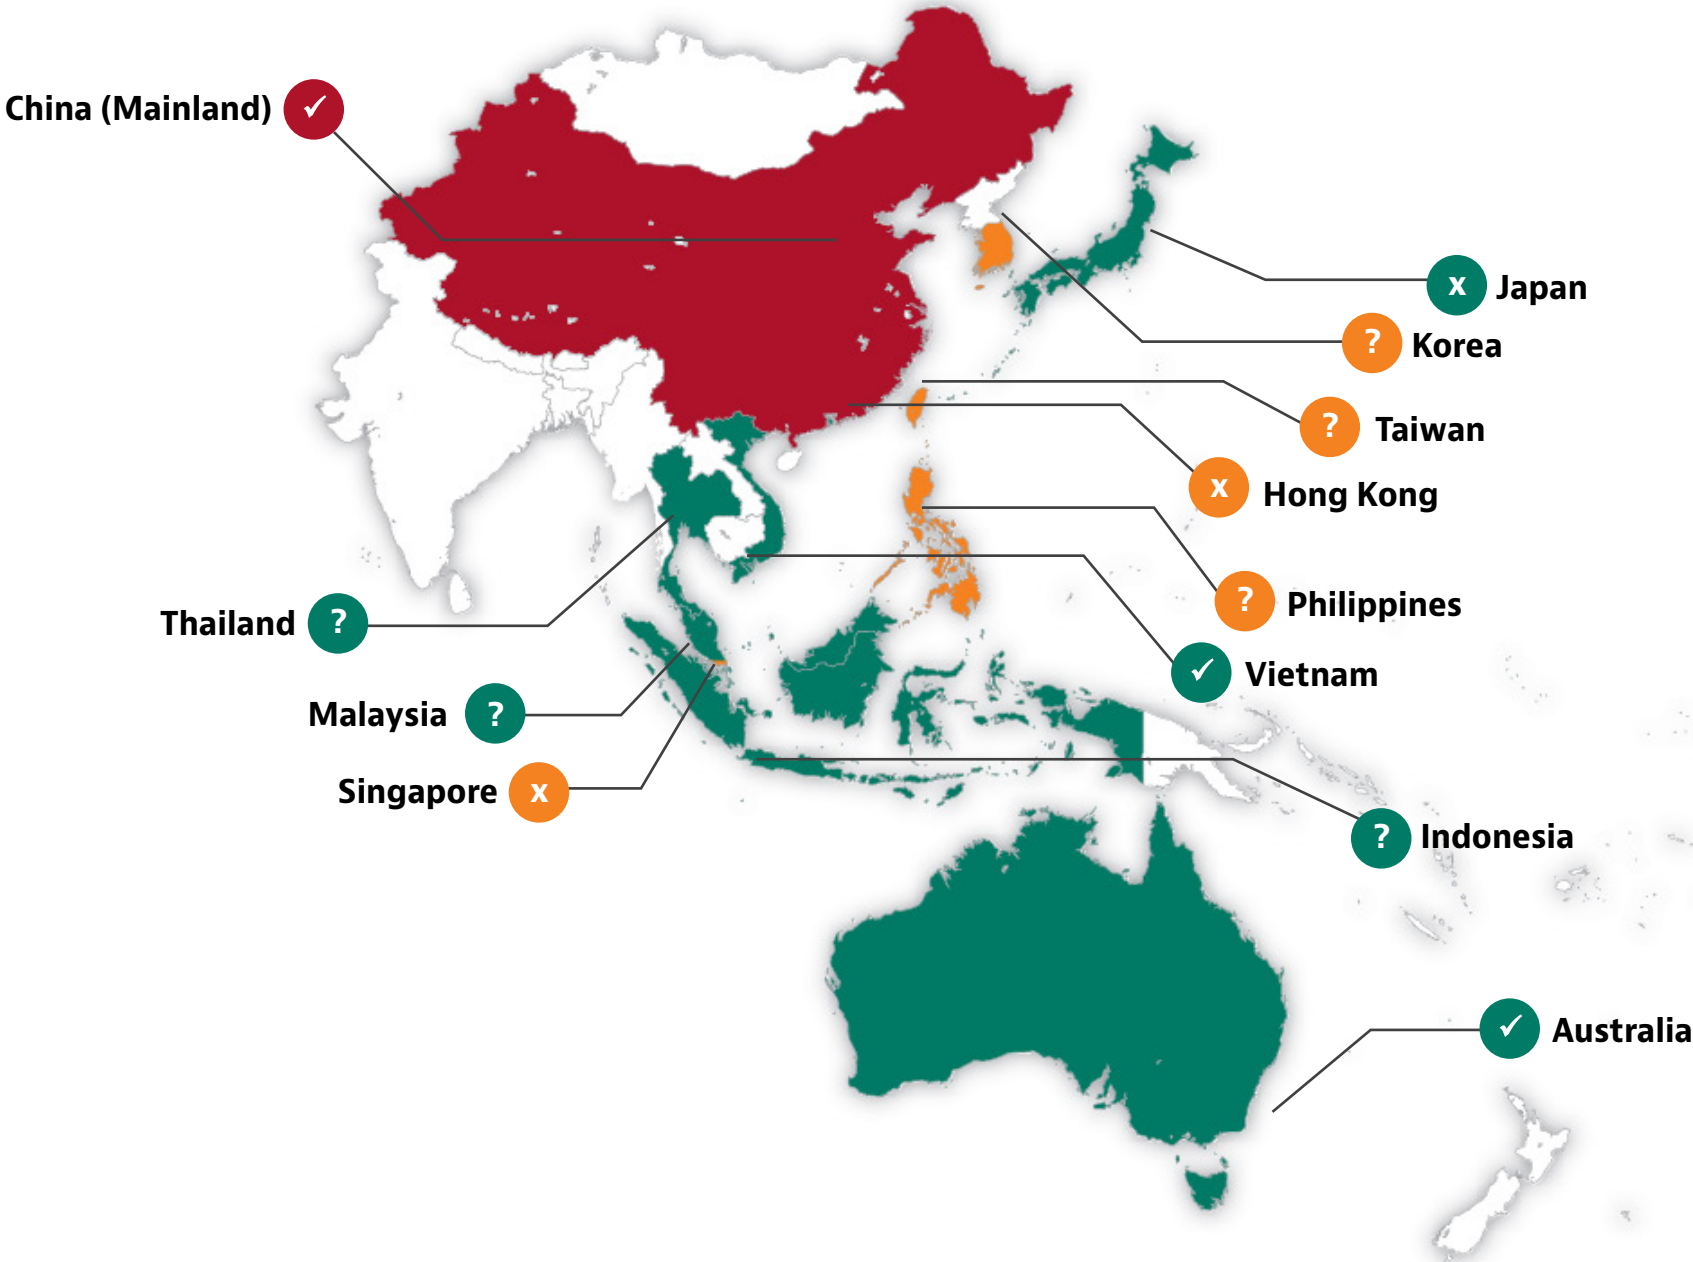 China (Mainland) ✓
x Japan
? Korea
? Taiwan
x Hong Kong
? Philippines
Thailand ?
✓ Vietnam
Malaysia ?
Singapore x
? Indonesia
✓ Australia